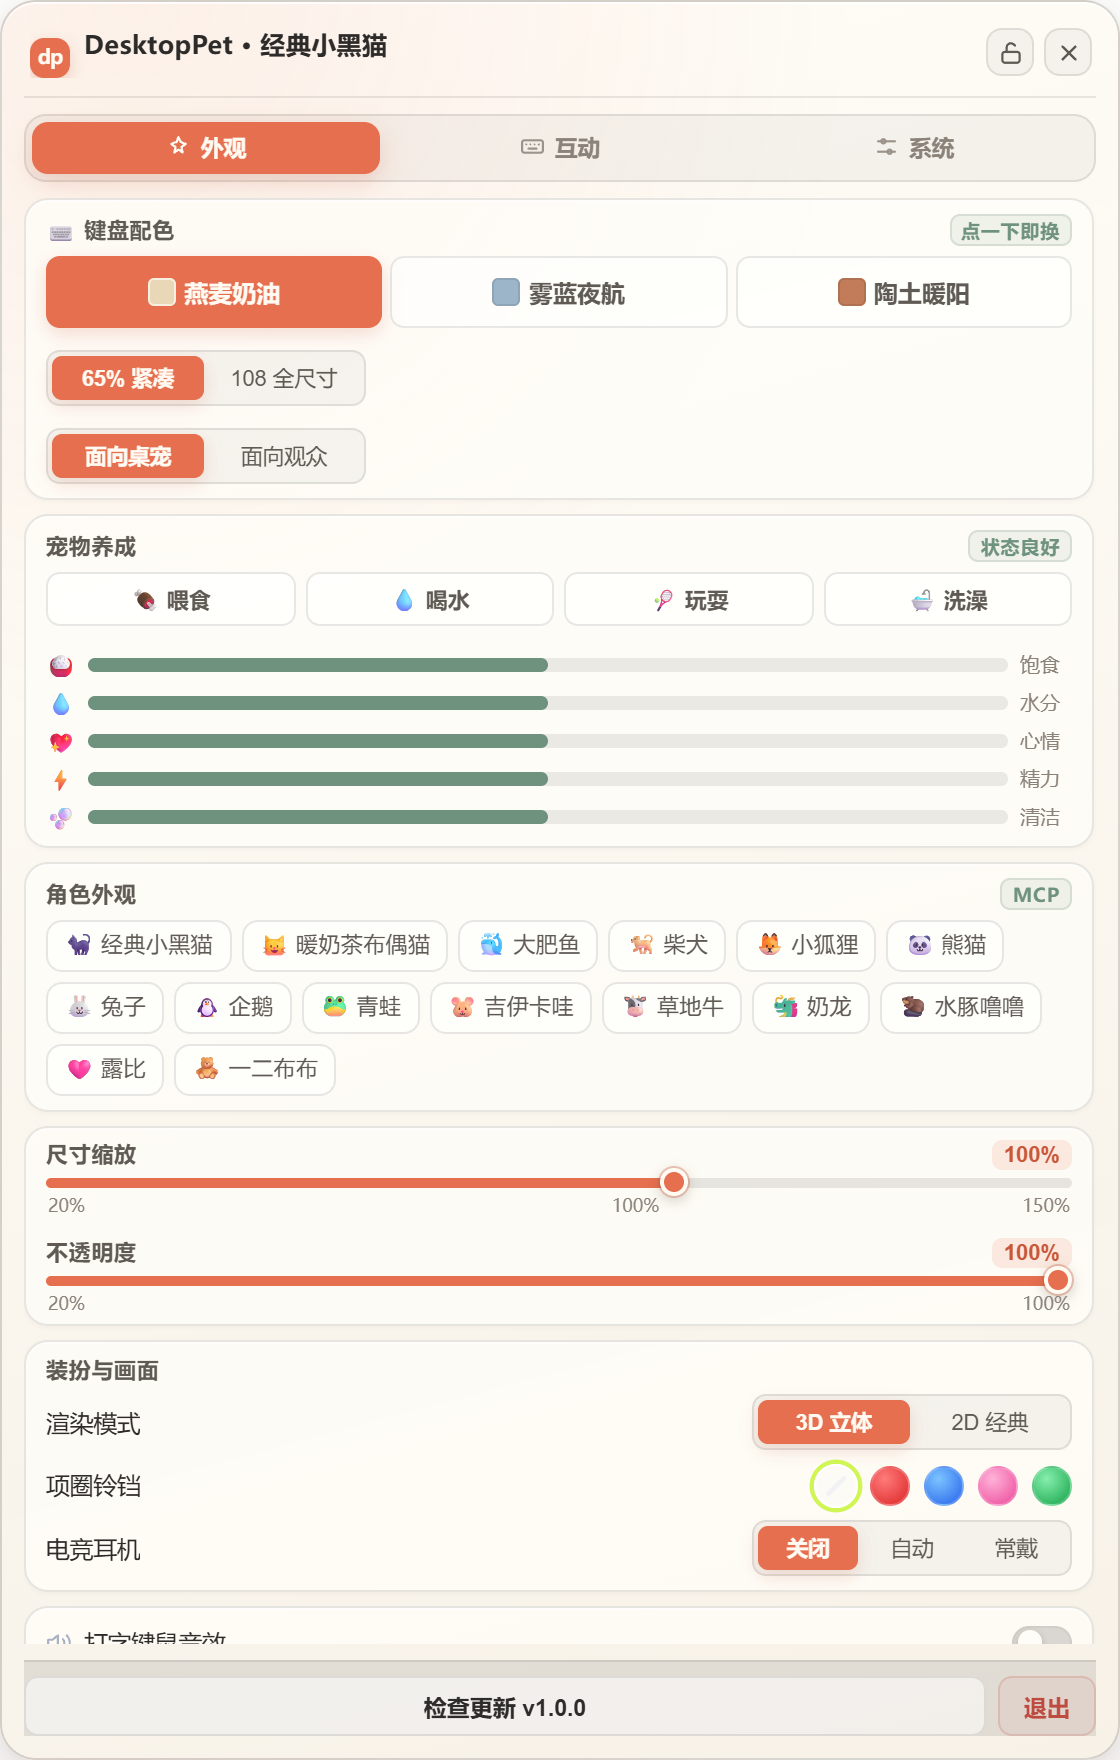 dp
DesktopPet • 经典小黑猫
外观
互动
系统
键盘配色
点一下即换
燕麦奶油
雾蓝夜航
陶土暖阳
65% 紧凑
108 全尺寸
面向桌宠
面向观众
宠物养成
状态良好
喂食
喝水
玩耍
洗澡
饱食
水分
心情
精力
清洁
角色外观
MCP
经典小黑猫
暖奶茶布偶猫
大肥鱼
柴犬
小狐狸
熊猫
兔子
企鹅
青蛙
吉伊卡哇
草地牛
奶龙
水豚噜噜
露比
一二布布
尺寸缩放
100%
20%
100%
150%
不透明度
100%
20%
100%
装扮与画面
渲染模式
3D 立体
2D 经典
项圈铃铛
电竞耳机
关闭
自动
常戴
打字键鼠音效
检查更新 v1.0.0
退出